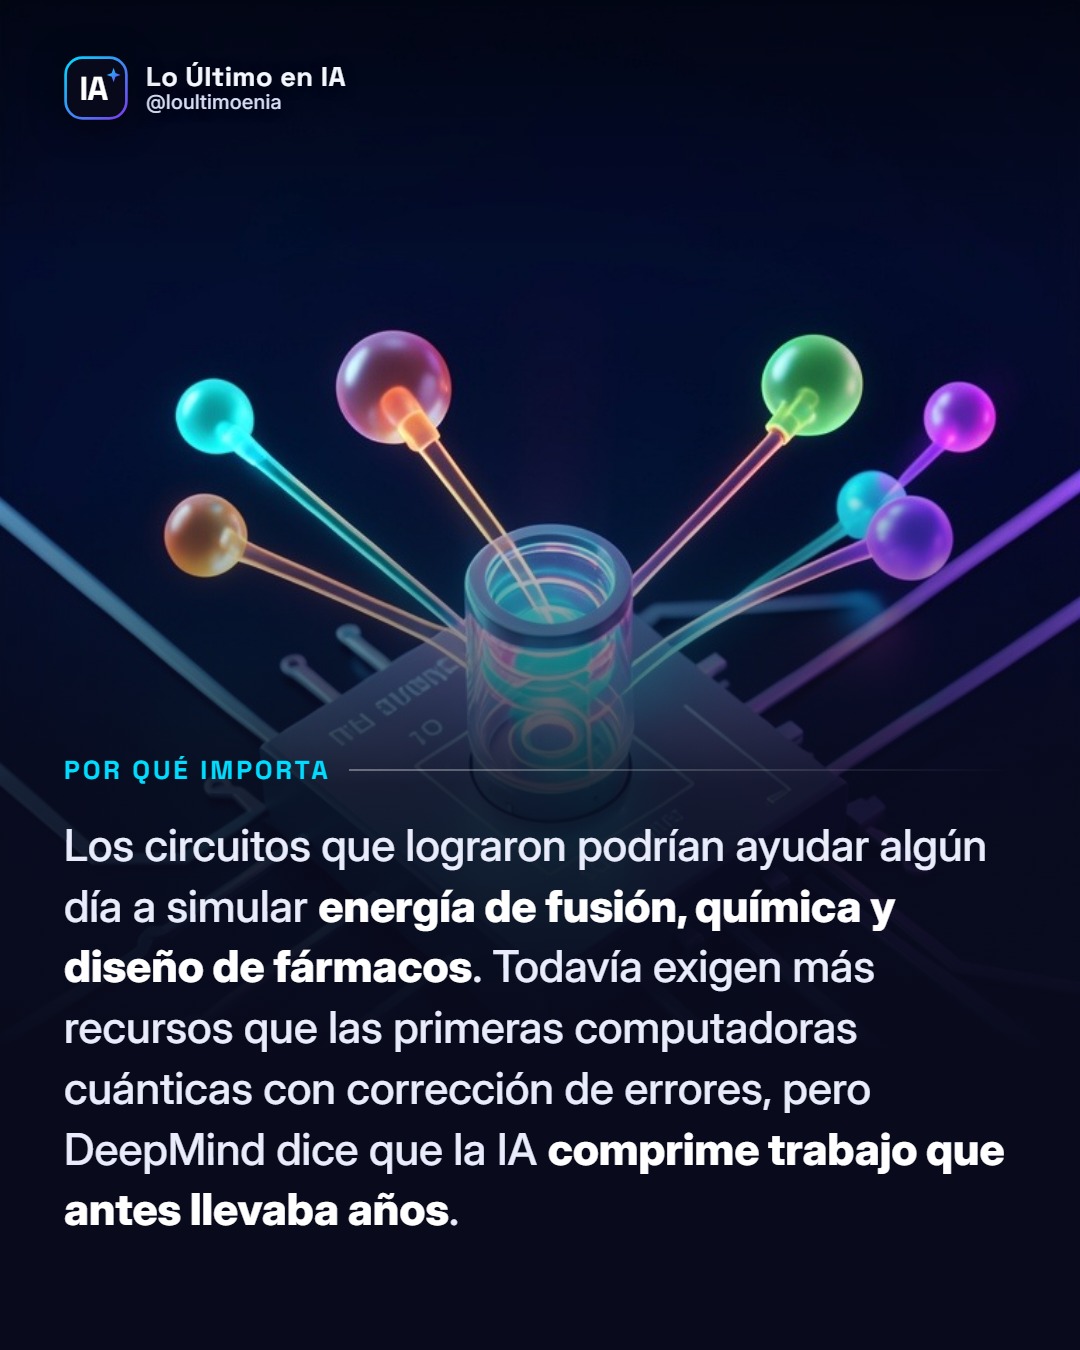 IA
Lo Último en IA
@loultimoenia
POR QUÉ IMPORTA
Los circuitos que lograron podrían ayudar algún
día a simular energía de fusión, química y
diseño de fármacos. Todavía exigen más
recursos que las primeras computadoras
cuánticas con corrección de errores, pero
DeepMind dice que la IA comprime trabajo que
antes llevaba años.